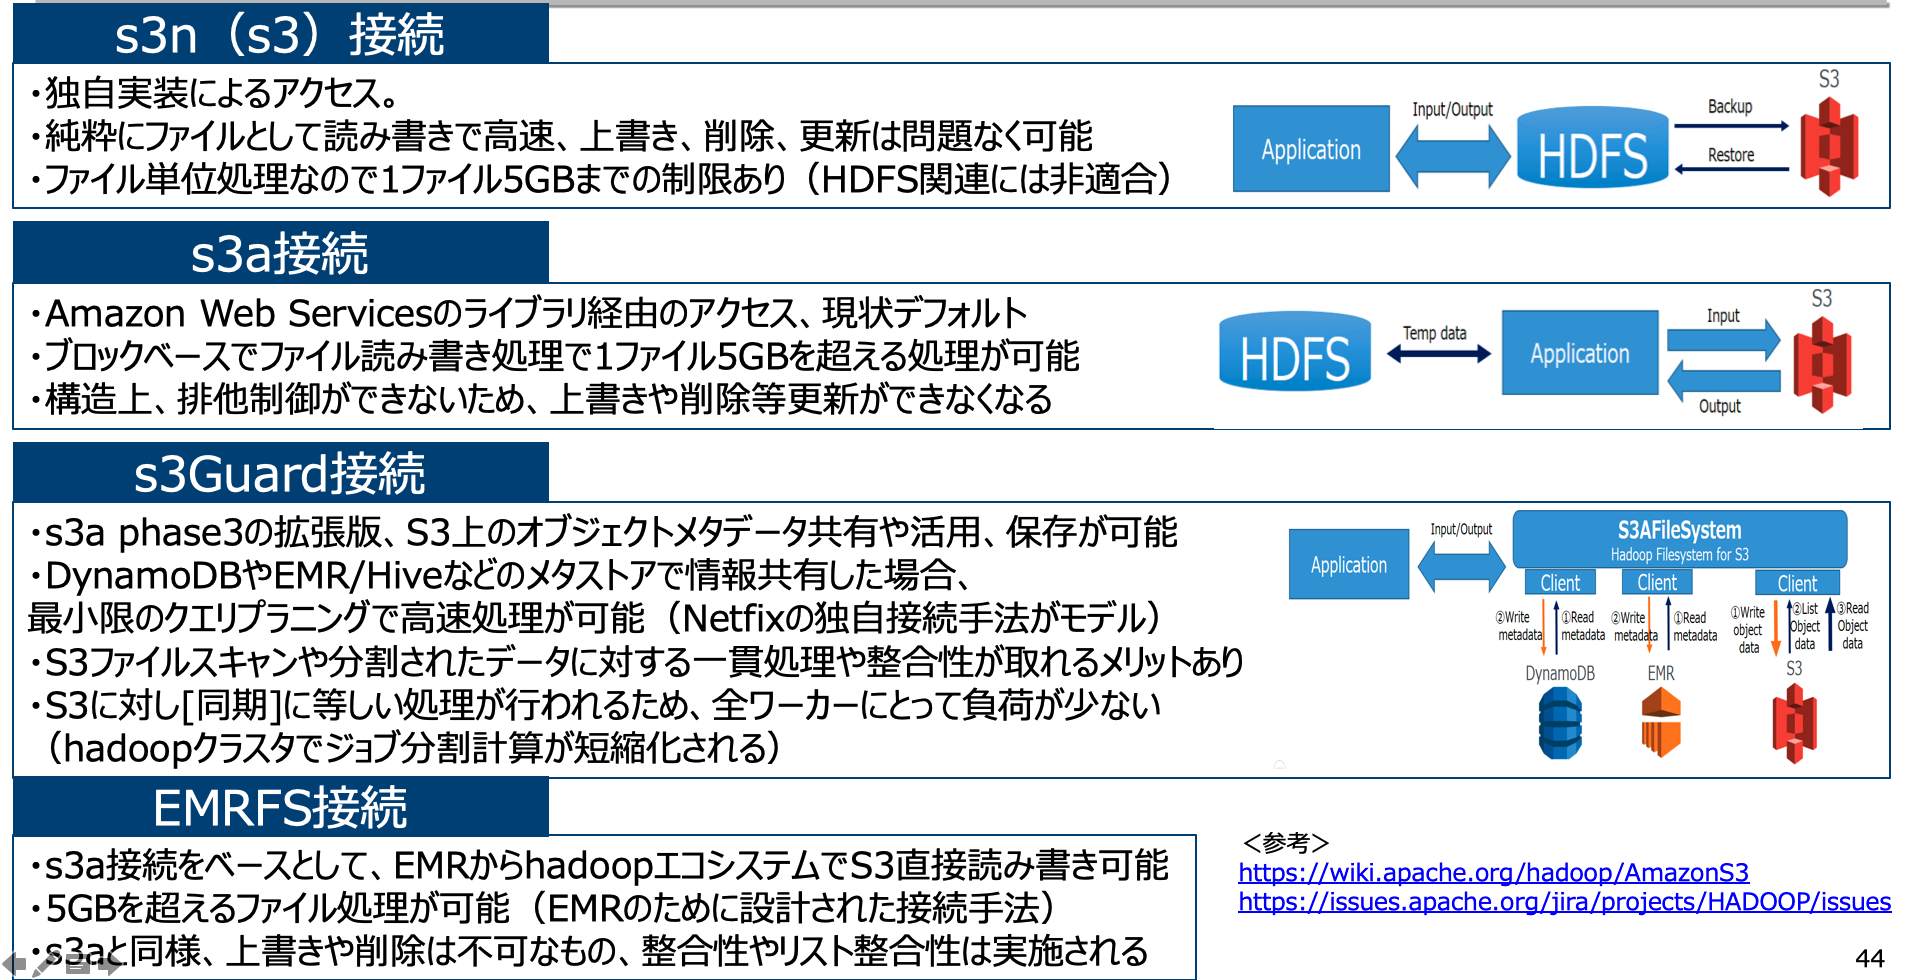 s3n（s3）接続
・独自実装によるアクセス。
・純粋にファイルとして読み書きで高速、上書き、削除、更新は問題なく可能
・ファイル単位処理なので1ファイル5GBまでの制限あり（HDFS関連には非適合）
Application
Input/Output
HDFS
Backup
Restore
S3
s3a接続
・Amazon Web Servicesのライブラリ経由のアクセス、現状デフォルト
・ブロックベースでファイル読み書き処理で1ファイル5GBを超える処理が可能
・構造上、排他制御ができないため、上書きや削除等更新ができなくなる
HDFS
Temp data
Application
Input
Output
S3
s3Guard接続
・s3a phase3の拡張版、S3上のオブジェクトメタデータ共有や活用、保存が可能
・DynamoDBやEMR/Hiveなどのメタストアで情報共有した場合、
最小限のクエリプラニングで高速処理が可能（Netfixの独自接続手法がモデル）
・S3ファイルスキャンや分割されたデータに対する一貫処理や整合性が取れるメリットあり
・S3に対し[同期]に等しい処理が行われるため、全ワーカーにとって負荷が少ない
（hadoopクラスタでジョブ分割計算が短縮化される）
Application
Input/Output
S3AFileSystem
Hadoop Filesystem for S3
Client
Client
Client
②Write
metadata
①Read
metadata
②Write
metadata
①Read
metadata
①Write
object
data
②List
Object
data
③Read
Object
data
DynamoDB
EMR
S3
EMRFS接続
・s3a接続をベースとして、EMRからhadoopエコシステムでS3直接読み書き可能
・5GBを超えるファイル処理が可能（EMRのために設計された接続手法）
・s3aと同様、上書きや削除は不可なもの、整合性やリスト整合性は実施される
＜参考＞
https://wiki.apache.org/hadoop/AmazonS3
https://issues.apache.org/jira/projects/HADOOP/issues
44